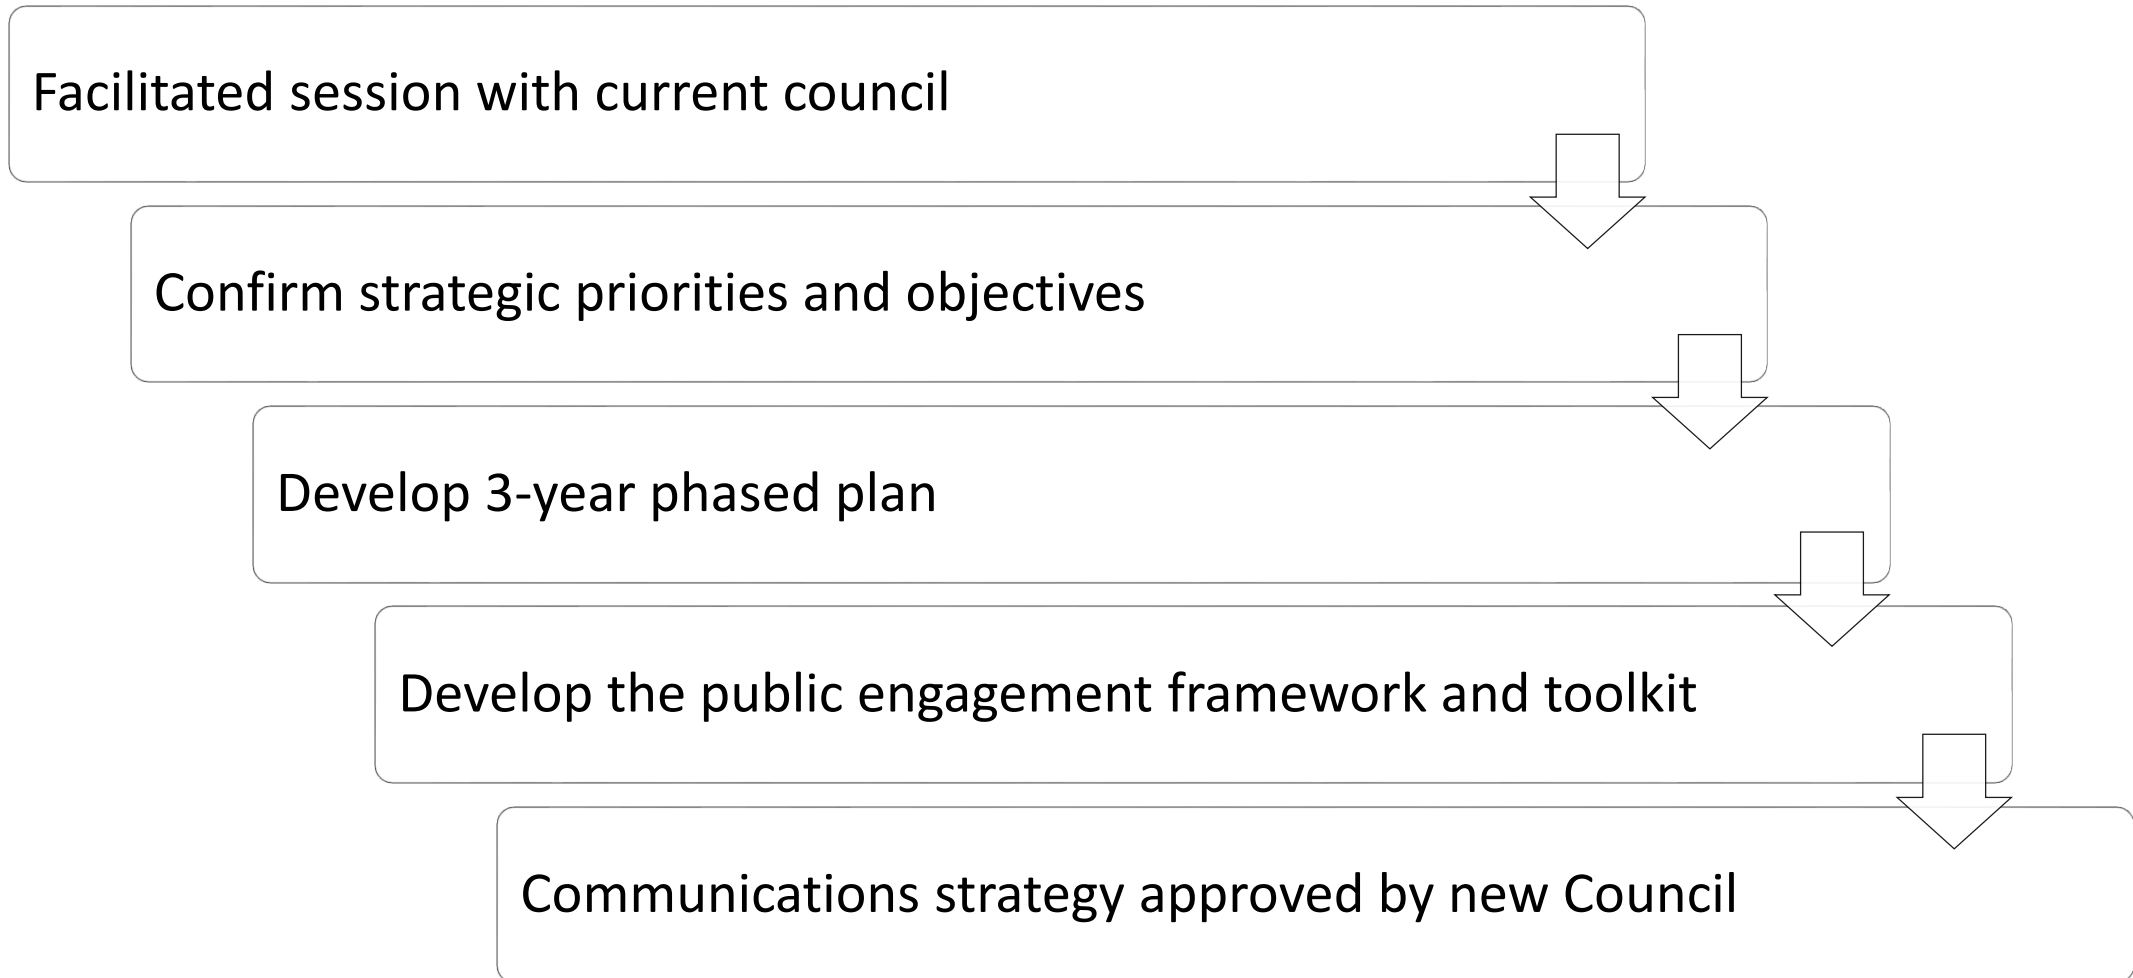 Facilitated session with current council
Confirm strategic priorities and objectives
Develop 3-year phased plan
Develop the public engagement framework and toolkit
Communications strategy approved by new Council